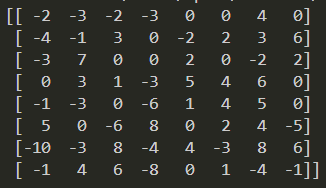 [[ -2 -3 -2 -3 0 0 4 0]
[ -4 -1 3 0 -2 2 3 6]
[ -3 7 0 0 2 0 -2 2]
[ 0 3 1 -3 5 4 6 0]
[ -1 -3 0 -6 1 4 5 0]
[ 5 0 -6 8 0 2 4 -5]
[-10 -3 8 -4 4 -3 8 6]
[ -1 4 6 -8 0 1 -4 -1]]